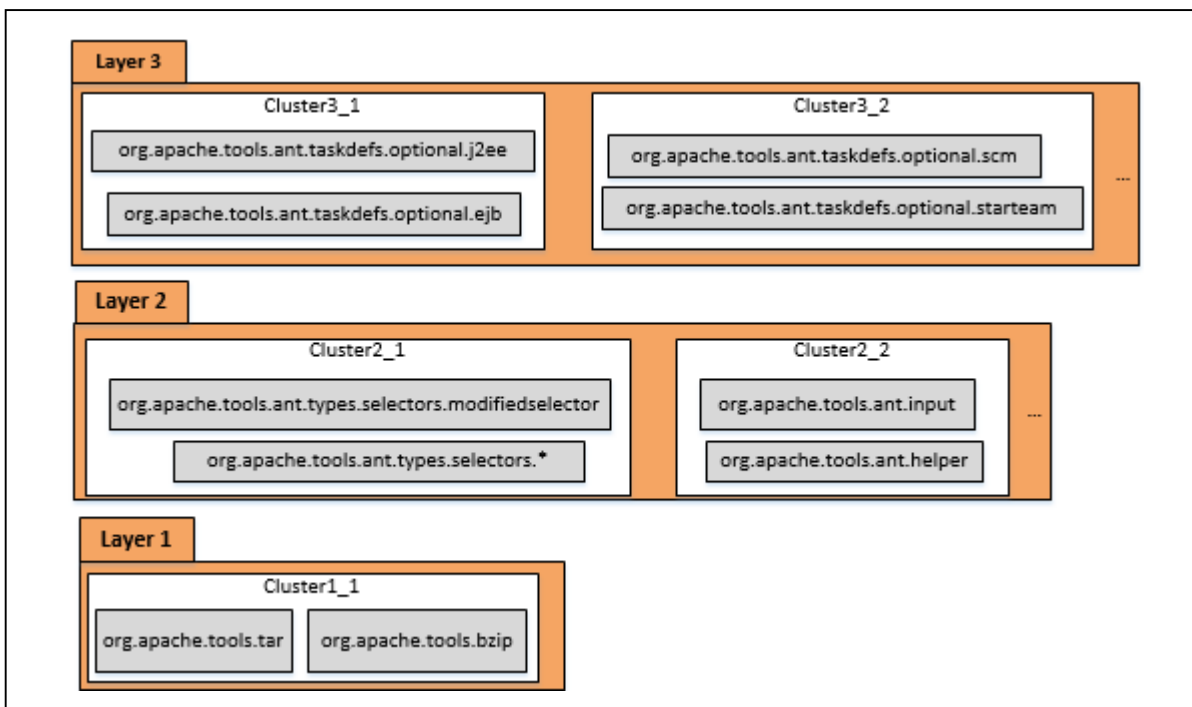 Layer 3
Cluster3_1
Cluster3_2
org.apache.tools.ant.taskdefs.optional.j2ee
org.apache.tools.ant.taskdefs.optional.scm
...
org.apache.tools.ant.taskdefs.optional.ejb
org.apache.tools.ant.taskdefs.optional.starteam
Layer 2
Cluster2_1
Cluster2_2
org.apache.tools.ant.types.selectors.modifiedselector
org.apache.tools.ant.input
...
org.apache.tools.ant.types.selectors.*
org.apache.tools.ant.helper
Layer 1
Cluster1_1
org.apache.tools.tar
org.apache.tools.bzip